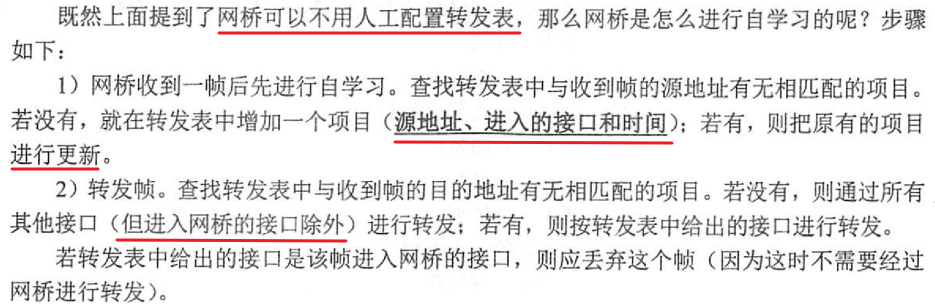 既然上面提到了网桥可以不用人工配置转发表，那么网桥是怎么进行自学习的呢？步骤
如下：
1）网桥收到一帧后先进行自学习。查找转发表中与收到帧的源地址有无相匹配的项目。
若没有，就在转发表中增加一个项目（源地址、进入的接口和时间）；若有，则把原有的项目
进行更新。
2）转发帧。查找转发表中与收到帧的目的地址有无相匹配的项目。若没有，则通过所有
其他接口（但进入网桥的接口除外）进行转发；若有，则按转发表中给出的接口进行转发。
若转发表中给出的接口是该帧进入网桥的接口，则应丢弃这个帧（因为这时不需要经过
网桥进行转发）。